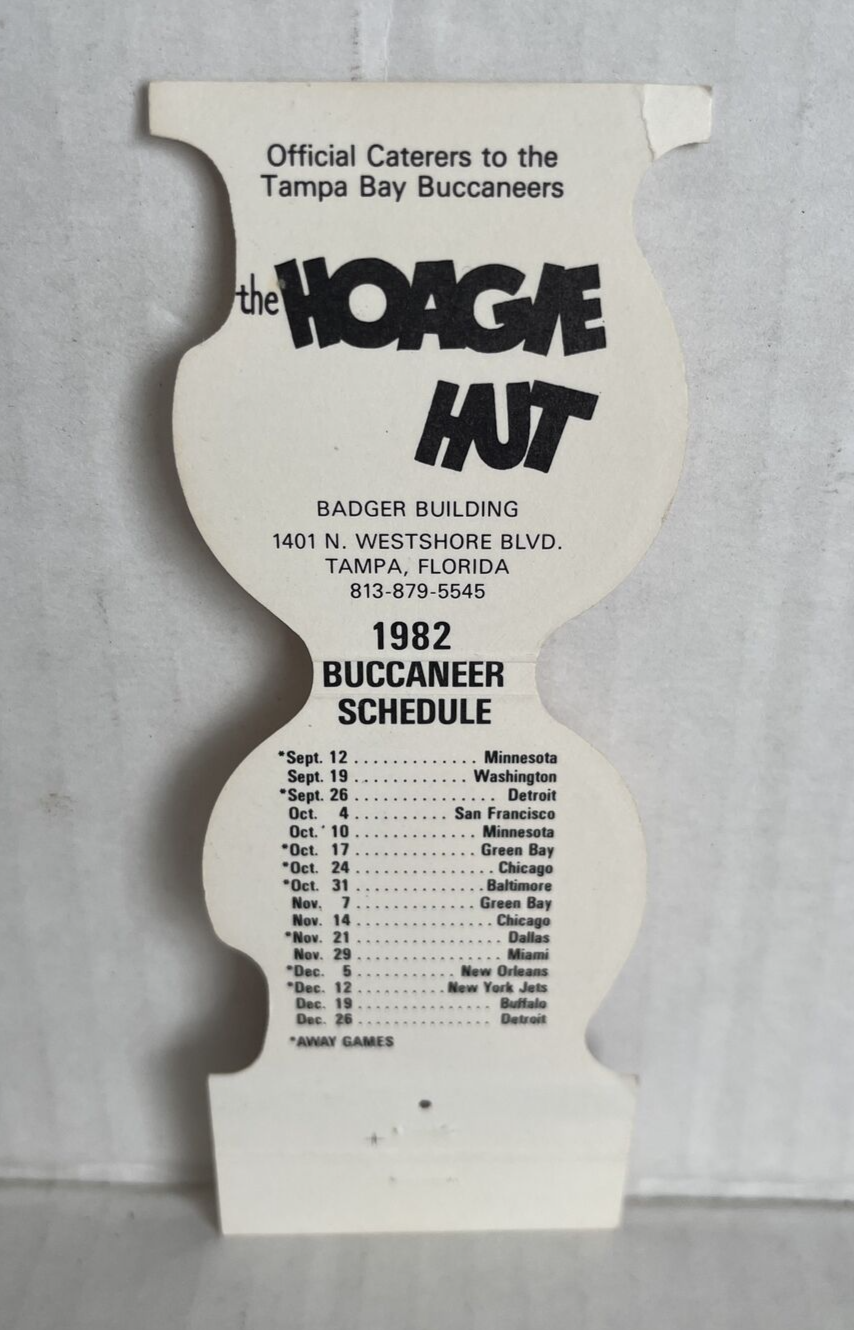 Official Caterers to the
Tampa Bay Buccaneers
the HOAGIE
HUT
BADGER BUILDING
1401 N. WESTSHORE BLVD.
TAMPA, FLORIDA
813-879-5545
1982
BUCCANEER
SCHEDULE
*Sept. 12 ............. Minnesota
Sept. 19 ............ Washington
*Sept. 26 ............... Detroit
Oct. 4 .......... San Francisco
Oct. 10 ............. Minnesota
*Oct. 17 ............. Green Bay
*Oct. 24 ............... Chicago
*Oct. 31 .............. Baltimore
Nov. 7 ............. Green Bay
Nov. 14 ............... Chicago
*Nov. 21 ................ Dallas
Nov. 29 ................ Miami
*Dec. 5 ........... New Orleans
*Dec. 12 .......... New York Jets
Dec. 19 ............... Buffalo
Dec. 26 ............... Detroit
*AWAY GAMES